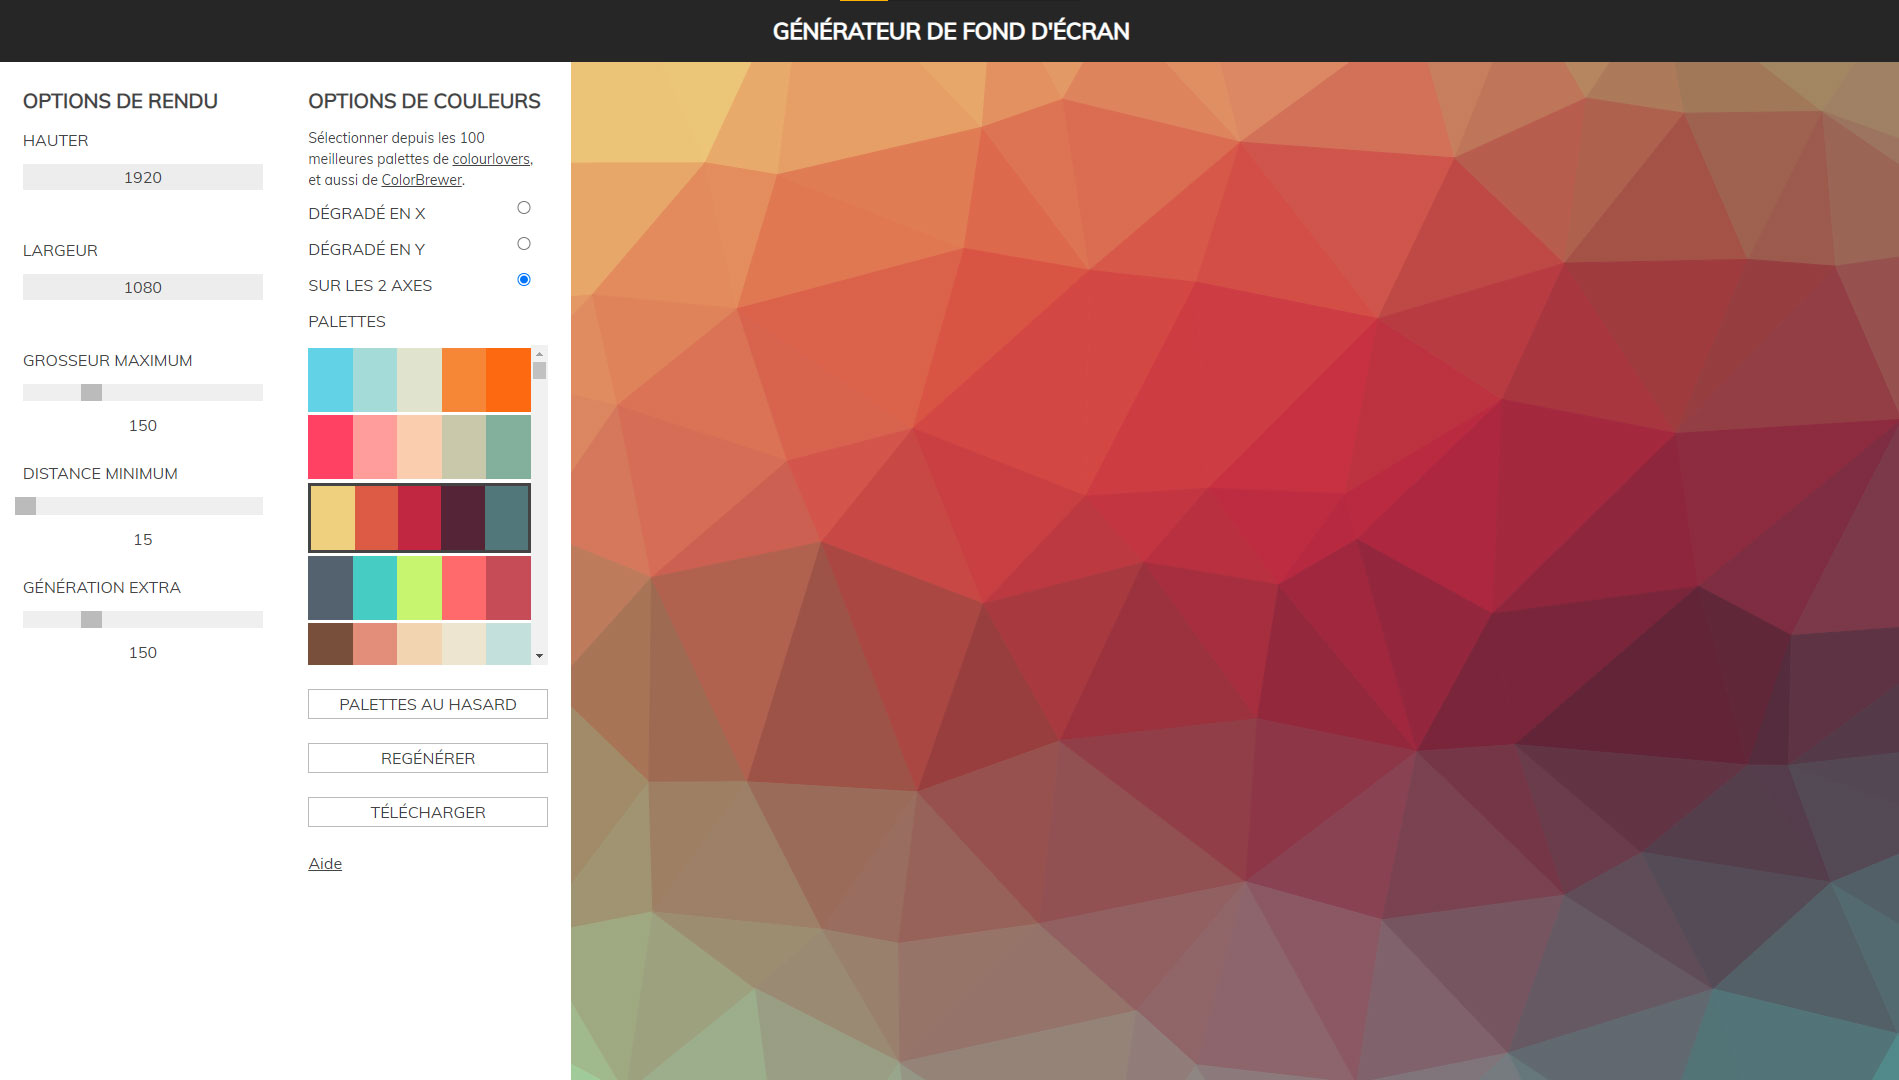 GÉNÉRATEUR DE FOND D'ÉCRAN
OPTIONS DE RENDU
HAUTER
1920
LARGEUR
1080
GROSSEUR MAXIMUM
150
DISTANCE MINIMUM
15
GÉNÉRATION EXTRA
150
OPTIONS DE COULEURS
Sélectionner depuis les 100
meilleures palettes de colourlovers,
et aussi de ColorBrewer.
DÉGRADÉ EN X
DÉGRADÉ EN Y
SUR LES 2 AXES
PALETTES
PALETTES AU HASARD
REGÉNÉRER
TÉLÉCHARGER
Aide